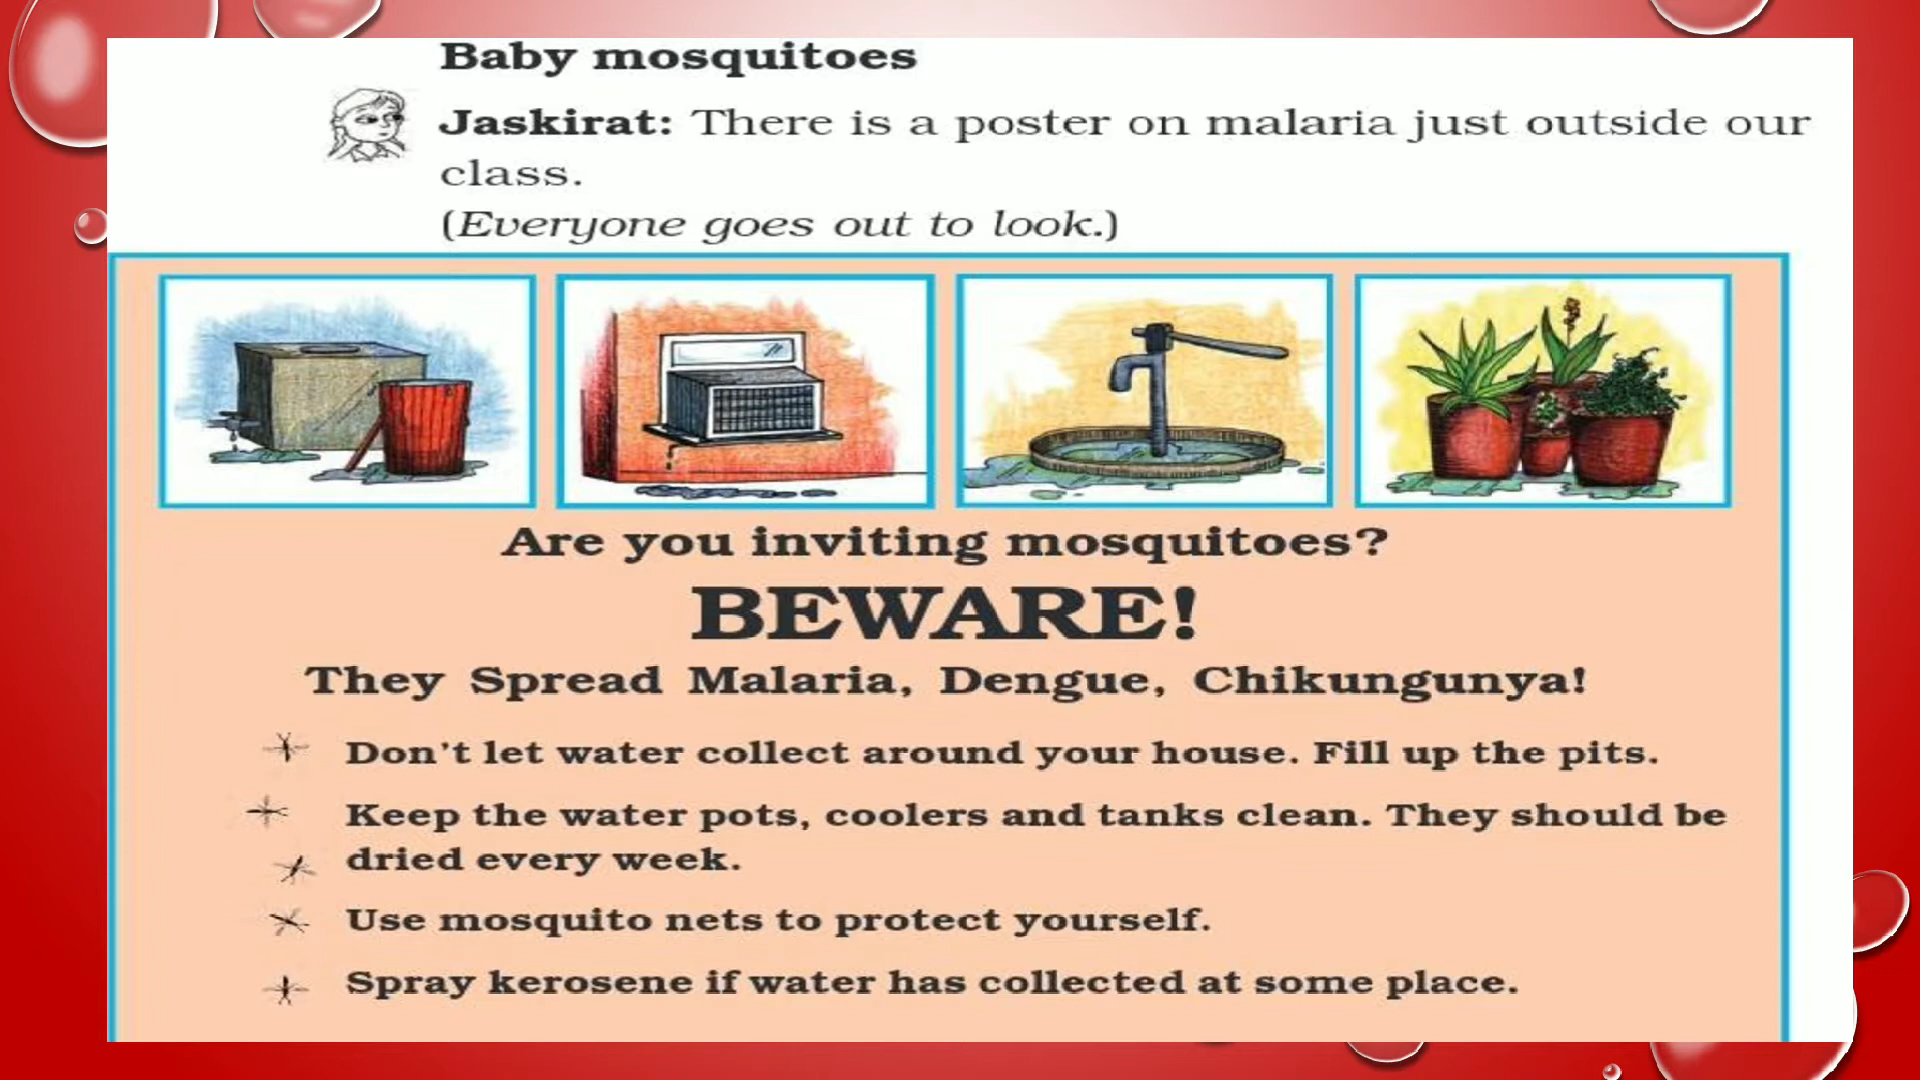 Baby mosquitoes
Jaskirat: There is a poster on malaria just outside our
class.
(Everyone goes out to look.)
Are you inviting mosquitoes?
BEWARE!
They Spread Malaria, Dengue, Chikungunya!
Don't let water collect around your house. Fill up the pits.
Keep the water pots, coolers and tanks clean. They should be
dried every week.
Use mosquito nets to protect yourself.
Spray kerosene if water has collected at some place.